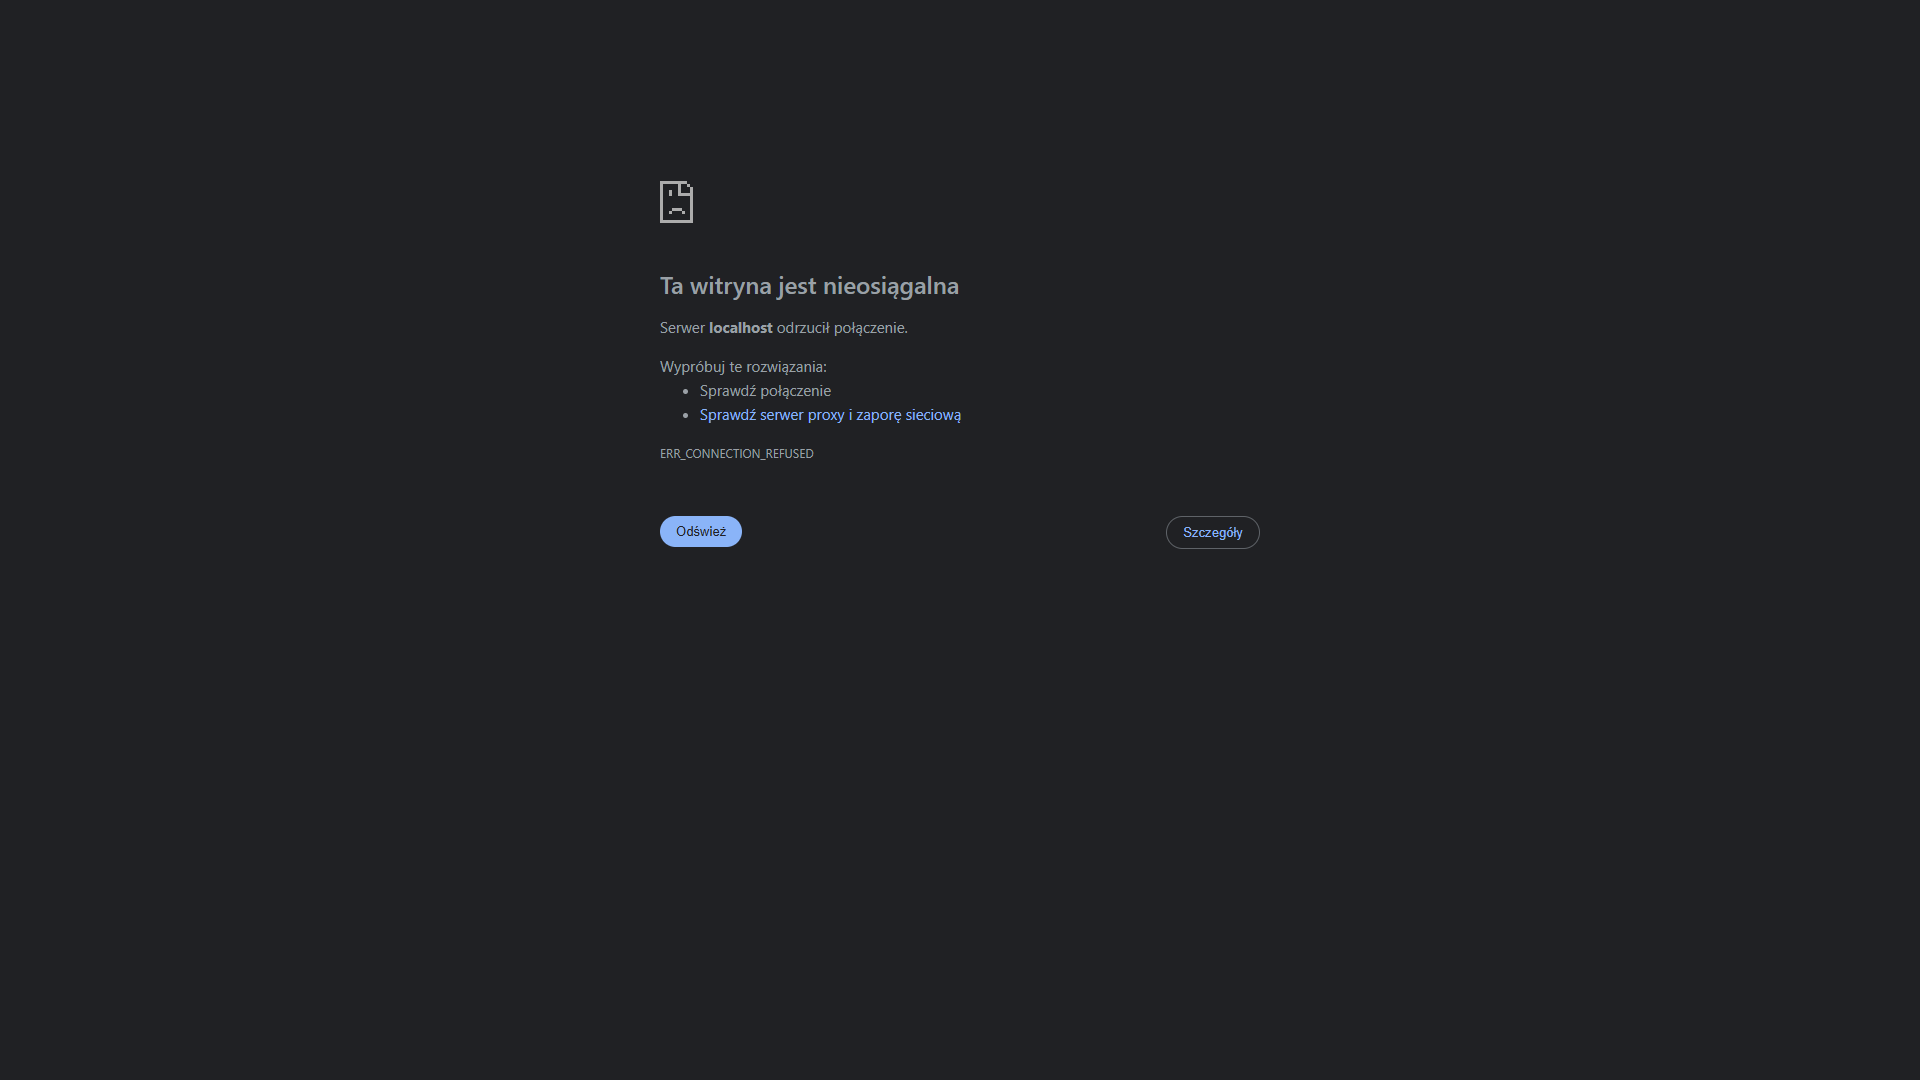 Ta witryna jest nieosiągalna
Serwer localhost odrzucił połączenie.
Wypróbuj te rozwiązania:
• Sprawdź połączenie
• Sprawdź serwer proxy i zaporę sieciową
ERR_CONNECTION_REFUSED
Odśwież
Szczegóły